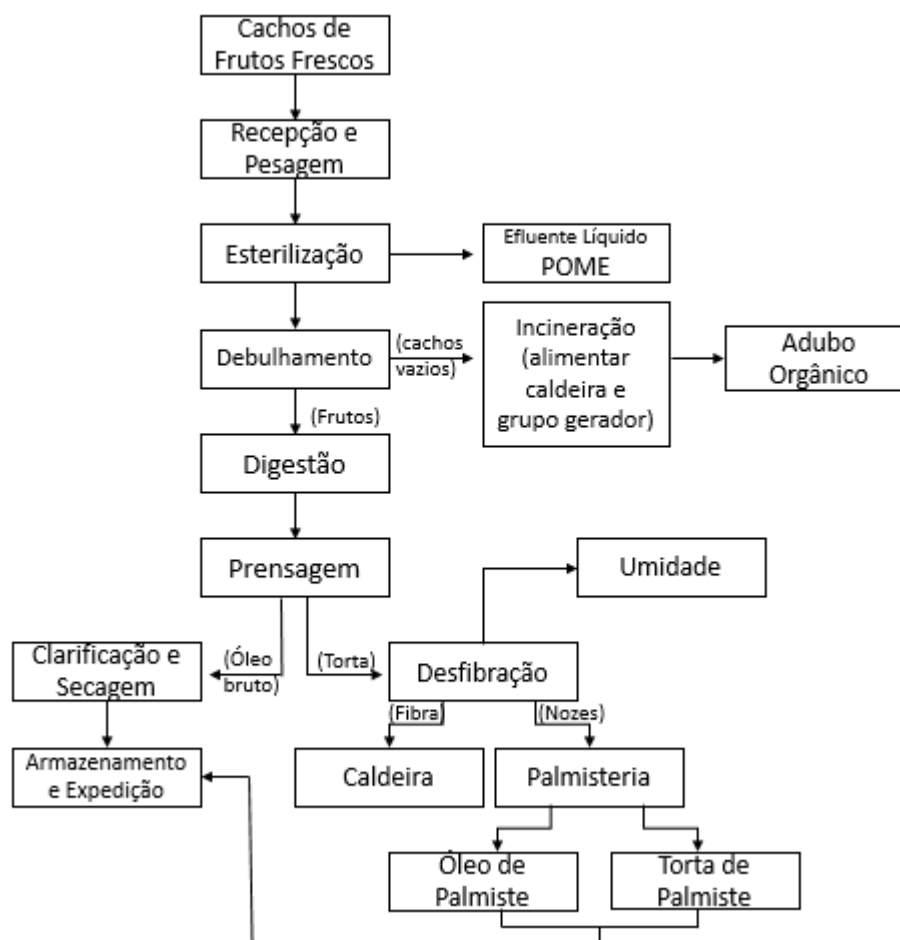 Cachos de
Frutos Frescos
Recepção e
Pesagem
Esterilização
Efluente Líquido
POME
Debulhamento
(cachos
vazios)
Incineração
(alimentar
caldeira e
grupo gerador)
Adubo
Orgânico
(Frutos)
Digestão
Prensagem
Umidade
Clarificação e
Secagem
(Óleo
bruto)
(Torta)
Desfibração
(Fibra)
(Nozes)
Armazenamento
e Expedição
Caldeira
Palmisteria
Óleo de
Palmiste
Torta de
Palmiste